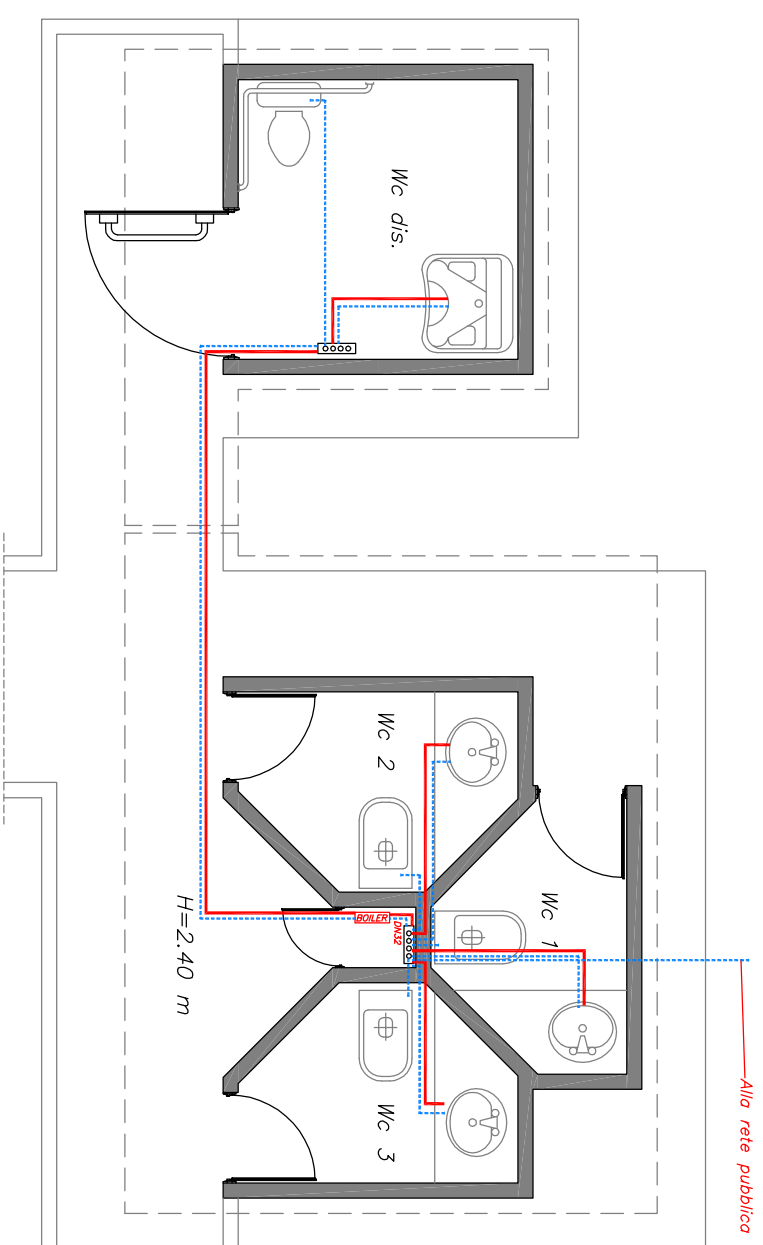 Wc dis.
Wc 2
Wc 1
BOILER
DN32
H=2.40 m
Wc 3
Alla rete pubblica